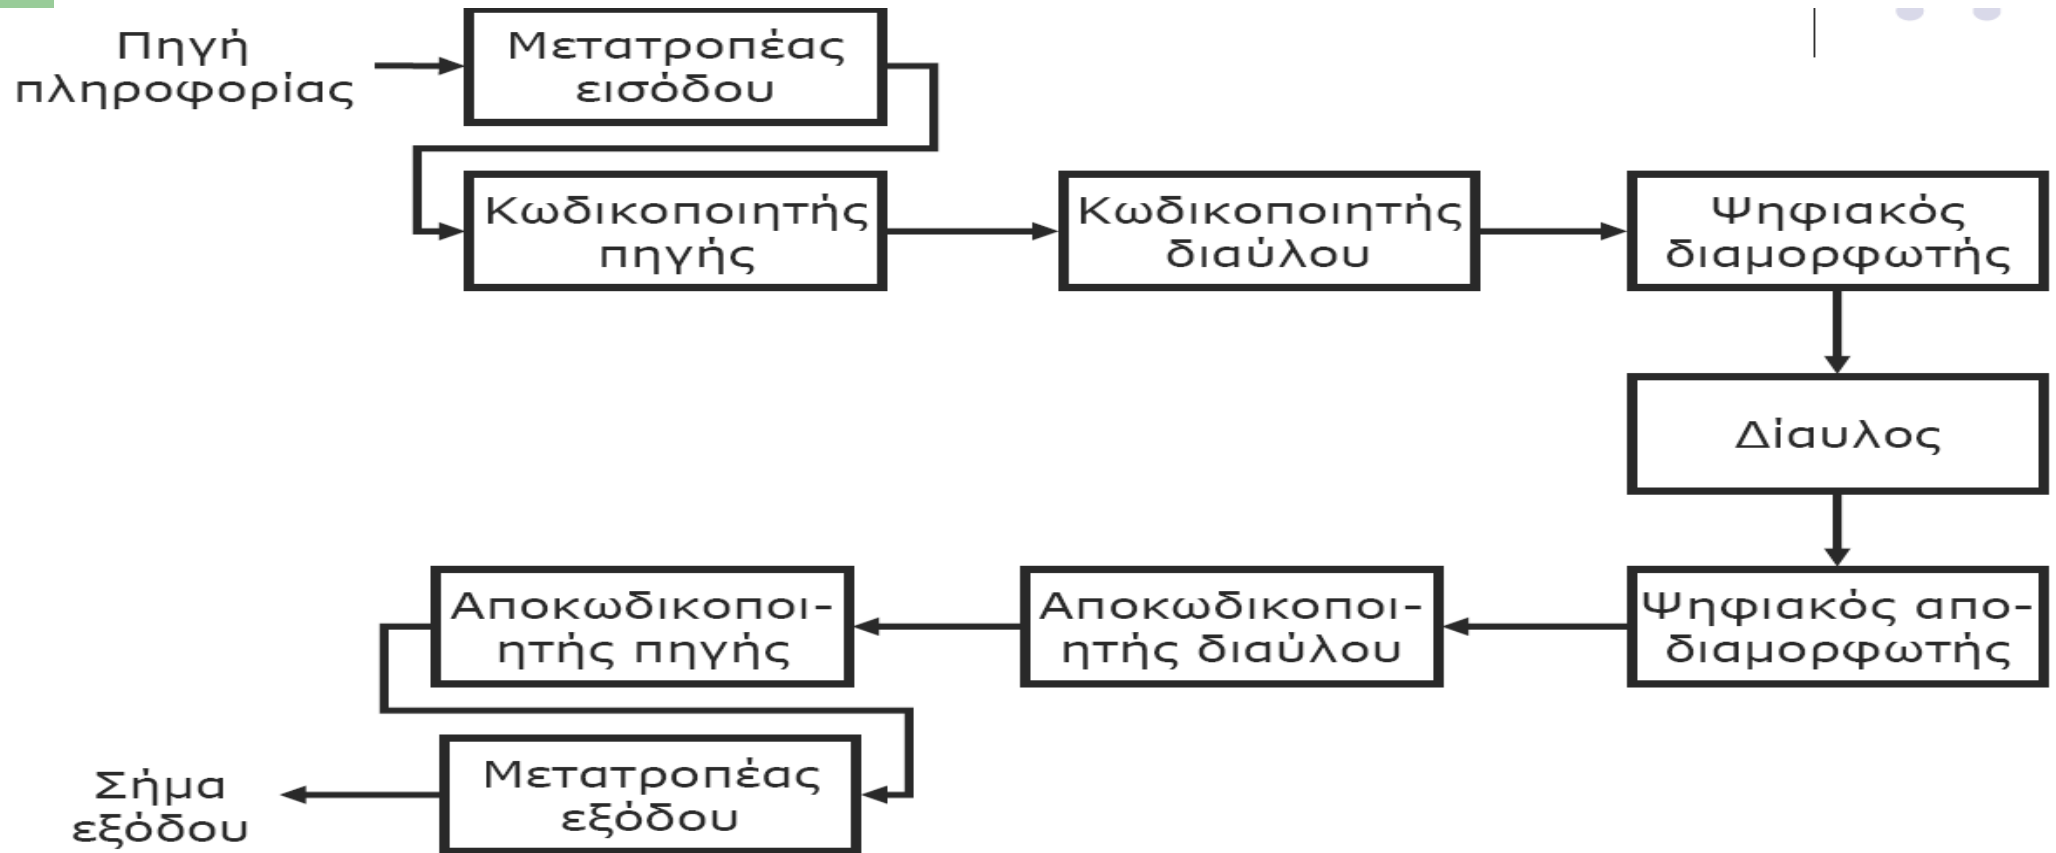 Πηγή
πληροφορίας
Μετατροπέας
εισόδου
Κωδικοποιητής
πηγής
Κωδικοποιητής
διαύλου
Ψηφιακός
διαμορφωτής
Δίαυλος
Ψηφιακός απο-
διαμορφωτής
Αποκωδικοποι-
ητής διαύλου
Αποκωδικοποι-
ητής πηγής
Μετατροπέας
εξόδου
Σήμα
εξόδου